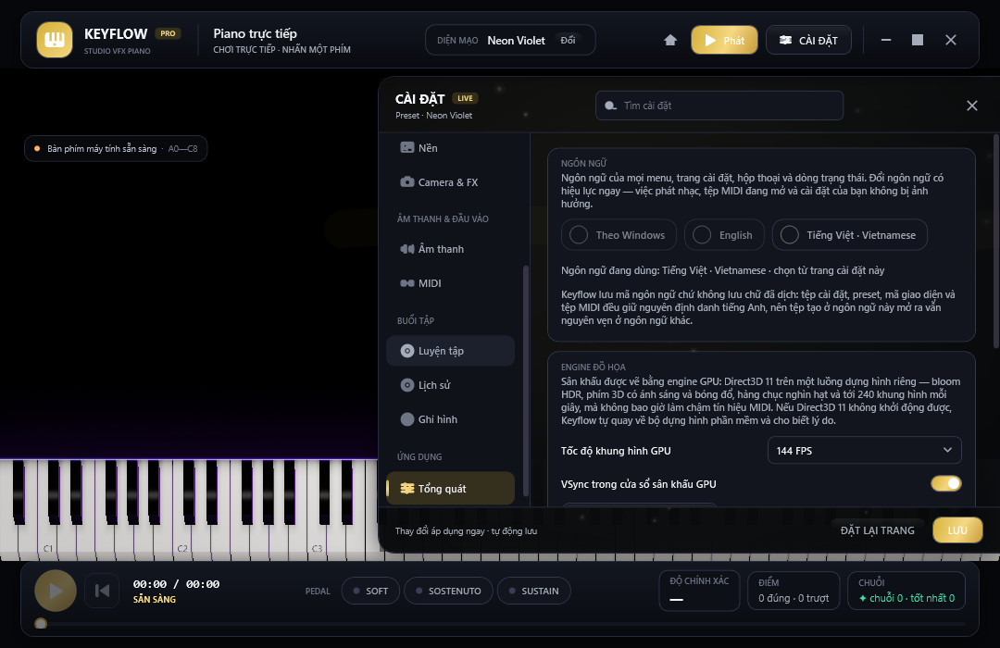 KEYFLOW PRO
STUDIO VFX PIANO
Piano trực tiếp
CHƠI TRỰC TIẾP · NHẤN MỘT PHÍM
DIỆN MẠO Neon Violet Đổi
Phát
CÀI ĐẶT
Bàn phím máy tính sẵn sàng · A0—C8
CÀI ĐẶT LIVE
Preset · Neon Violet
Tìm cài đặt
Nền
Camera & FX
ÂM THANH & ĐẦU VÀO
Âm thanh
MIDI
BUỔI TẬP
Luyện tập
Lịch sử
Ghi hình
ỨNG DỤNG
Tổng quát
NGÔN NGỮ
Ngôn ngữ của mọi menu, trang cài đặt, hộp thoại và dòng trạng thái. Đổi ngôn ngữ có
hiệu lực ngay — việc phát nhạc, tệp MIDI đang mở và cài đặt của bạn không bị ảnh
hưởng.
Theo Windows
English
Tiếng Việt · Vietnamese
Ngôn ngữ đang dùng: Tiếng Việt · Vietnamese · chọn từ trang cài đặt này
Keyflow lưu mã ngôn ngữ chứ không lưu chữ đã dịch: tệp cài đặt, preset, mã giao diện và
tệp MIDI đều giữ nguyên định danh tiếng Anh, nên tệp tạo ở ngôn ngữ này mở ra vẫn
nguyên vẹn ở ngôn ngữ khác.
ENGINE ĐỒ HỌA
Sân khấu được vẽ bằng engine GPU: Direct3D 11 trên một luồng dựng hình riêng — bloom
HDR, phím 3D có ánh sáng và bóng đổ, hàng chục nghìn hạt và tới 240 khung hình mỗi
giây, mà không bao giờ làm chậm tín hiệu MIDI. Nếu Direct3D 11 không khởi động được,
Keyflow tự quay về bộ dựng hình phần mềm và cho biết lý do.
Tốc độ khung hình GPU
144 FPS
VSync trong cửa sổ sân khấu GPU
Thay đổi áp dụng ngay · tự động lưu
ĐẶT LẠI TRANG
LƯU
C1
C2
C3
00:00 / 00:00
SẴN SÀNG
PEDAL
SOFT
SOSTENUTO
SUSTAIN
ĐỘ CHÍNH XÁC
—
ĐIỂM
0 đúng · 0 trượt
CHUỖI
✦ chuỗi 0 · tốt nhất 0